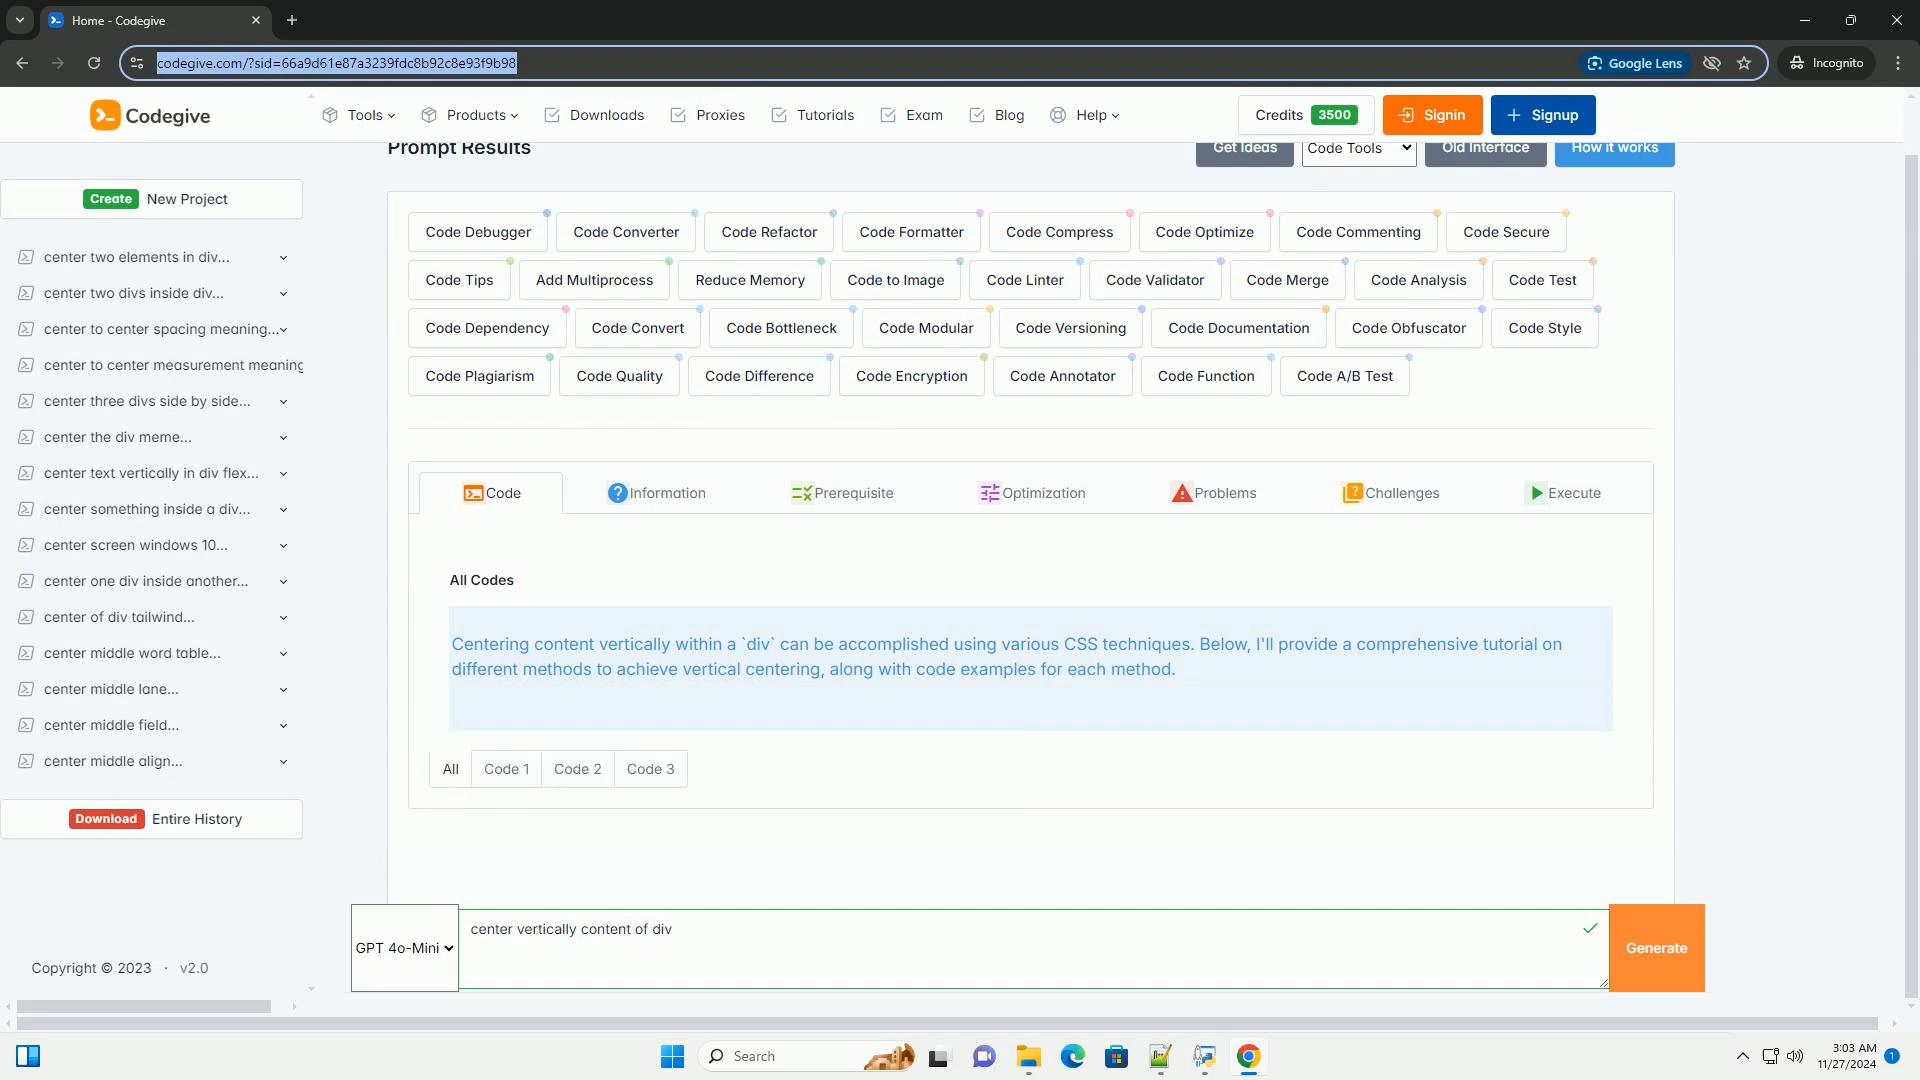 Home - Codegive
codegive.com/?sid=66a9d61e87a3239fdc8b92c8e93f9b98
Google Lens
Incognito
Codegive
Tools
Products
Downloads
Proxies
Tutorials
Exam
Blog
Help
Credits 3500
Signin
Signup
Prompt Results
Get Ideas
Code Tools
Old Interface
How it works
Create New Project
center two elements in div...
center two divs inside div...
center to center spacing meaning...
center to center measurement meaning
center three divs side by side...
center the div meme...
center text vertically in div flex...
center something inside a div...
center screen windows 10...
center one div inside another...
center of div tailwind...
center middle word table...
center middle lane...
center middle field...
center middle align...
Download Entire History
Copyright © 2023 · v2.0
Code Debugger
Code Converter
Code Refactor
Code Formatter
Code Compress
Code Optimize
Code Commenting
Code Secure
Code Tips
Add Multiprocess
Reduce Memory
Code to Image
Code Linter
Code Validator
Code Merge
Code Analysis
Code Test
Code Dependency
Code Convert
Code Bottleneck
Code Modular
Code Versioning
Code Documentation
Code Obfuscator
Code Style
Code Plagiarism
Code Quality
Code Difference
Code Encryption
Code Annotator
Code Function
Code A/B Test
Code
Information
Prerequisite
Optimization
Problems
Challenges
Execute
All Codes
Centering content vertically within a `div` can be accomplished using various CSS techniques. Below, I'll provide a comprehensive tutorial on
different methods to achieve vertical centering, along with code examples for each method.
All
Code 1
Code 2
Code 3
GPT 4o-Mini
center vertically content of div
Generate
Search
3:03 AM
11/27/2024
1